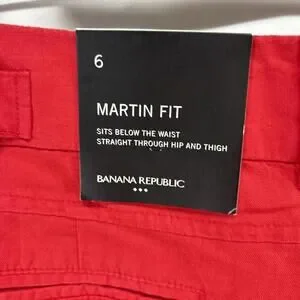 6
MARTIN FIT
SITS BELOW THE WAIST
STRAIGHT THROUGH HIP AND THIGH
BANANA REPUBLIC